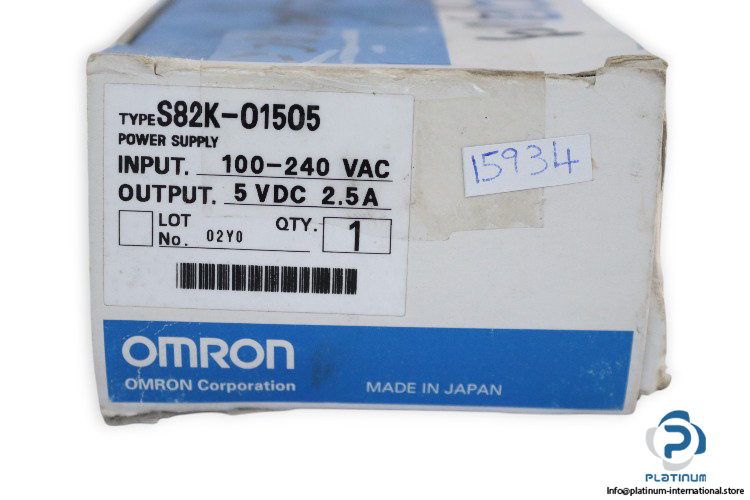 TYPE S82K-01505
POWER SUPPLY
INPUT. 100-240 VAC
OUTPUT. 5 VDC 2.5A
LOT No. 02Y0
QTY. 1
15934
OMRON
OMRON Corporation
MADE IN JAPAN
PLATINUM
Info@platinum-international.store